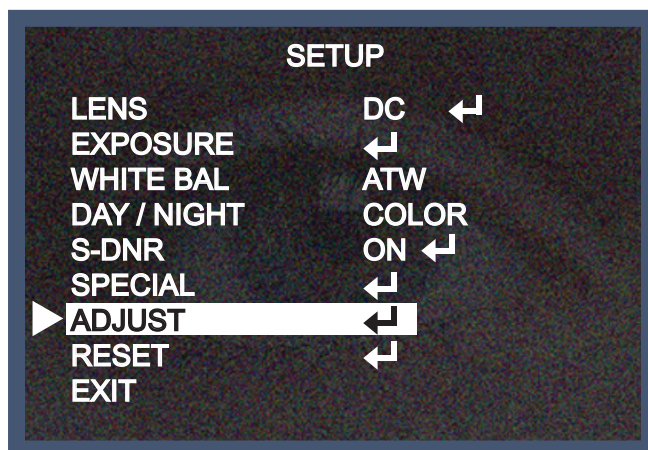 SETUP
LENS DC ↵
EXPOSURE ↵
WHITE BAL ATW
DAY / NIGHT COLOR
S-DNR ON ↵
SPECIAL ↵
ADJUST ↵
RESET ↵
EXIT